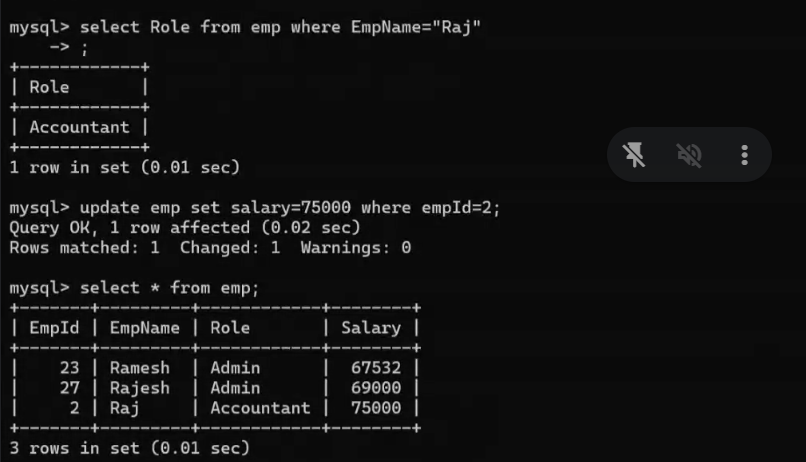 mysql> select Role from emp where EmpName="Raj"
    -> ;
+------------+
| Role       |
+------------+
| Accountant |
+------------+
1 row in set (0.01 sec)

mysql> update emp set salary=75000 where empId=2;
Query OK, 1 row affected (0.02 sec)
Rows matched: 1  Changed: 1  Warnings: 0

mysql> select * from emp;
+-------+---------+------------+--------+
| EmpId | EmpName | Role       | Salary |
+-------+---------+------------+--------+
|    23 | Ramesh  | Admin      |  67532 |
|    27 | Rajesh  | Admin      |  69000 |
|     2 | Raj     | Accountant |  75000 |
+-------+---------+------------+--------+
3 rows in set (0.01 sec)